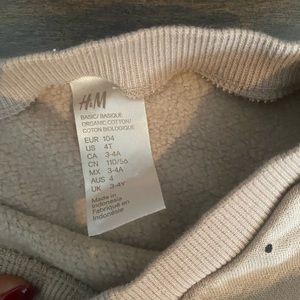 H&M
BASIC/BASIQUE
ORGANIC COTTON/
COTON BIOLOGIQUE
EUR 104
US 4T
CA 3-4A
CN 110/56
MX 3-4A
AUS 4
UK 3-4Y
Made in
Indonesia
Fabriqué en
Indonésie